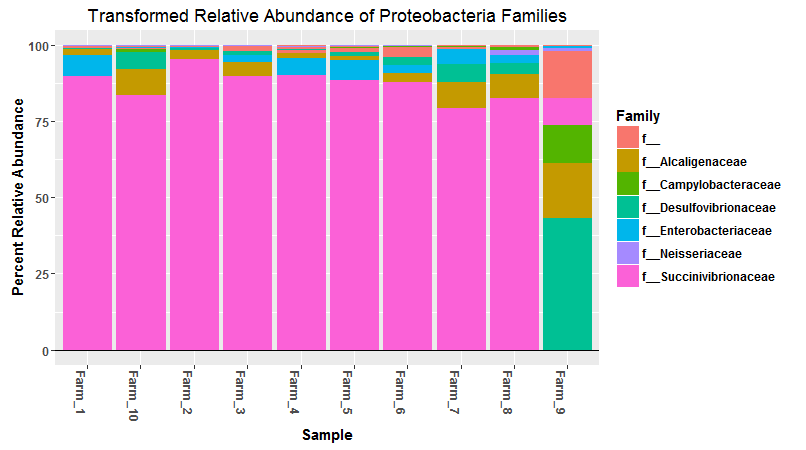 Transformed Relative Abundance of Proteobacteria Families
Percent Relative Abundance
100
75
50
25
0
Farm_1
Farm_10
Farm_2
Farm_3
Farm_4
Farm_5
Farm_6
Farm_7
Farm_8
Farm_9
Sample
Family
f__
f__Alcaligenaceae
f__Campylobacteraceae
f__Desulfovibrionaceae
f__Enterobacteriaceae
f__Neisseriaceae
f__Succinivibrionaceae